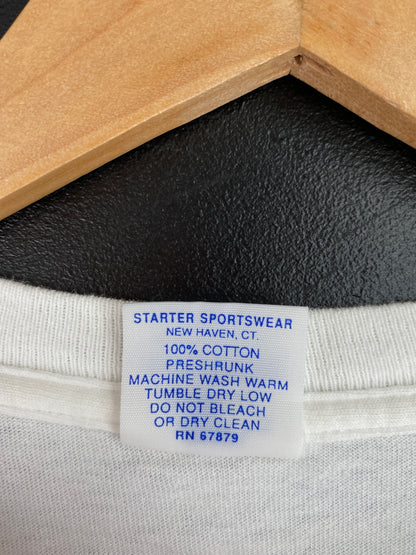 STARTER SPORTSWEAR
NEW HAVEN, CT.
100% COTTON
PRESHRUNK
MACHINE WASH WARM
TUMBLE DRY LOW
DO NOT BLEACH
OR DRY CLEAN
RN 67879